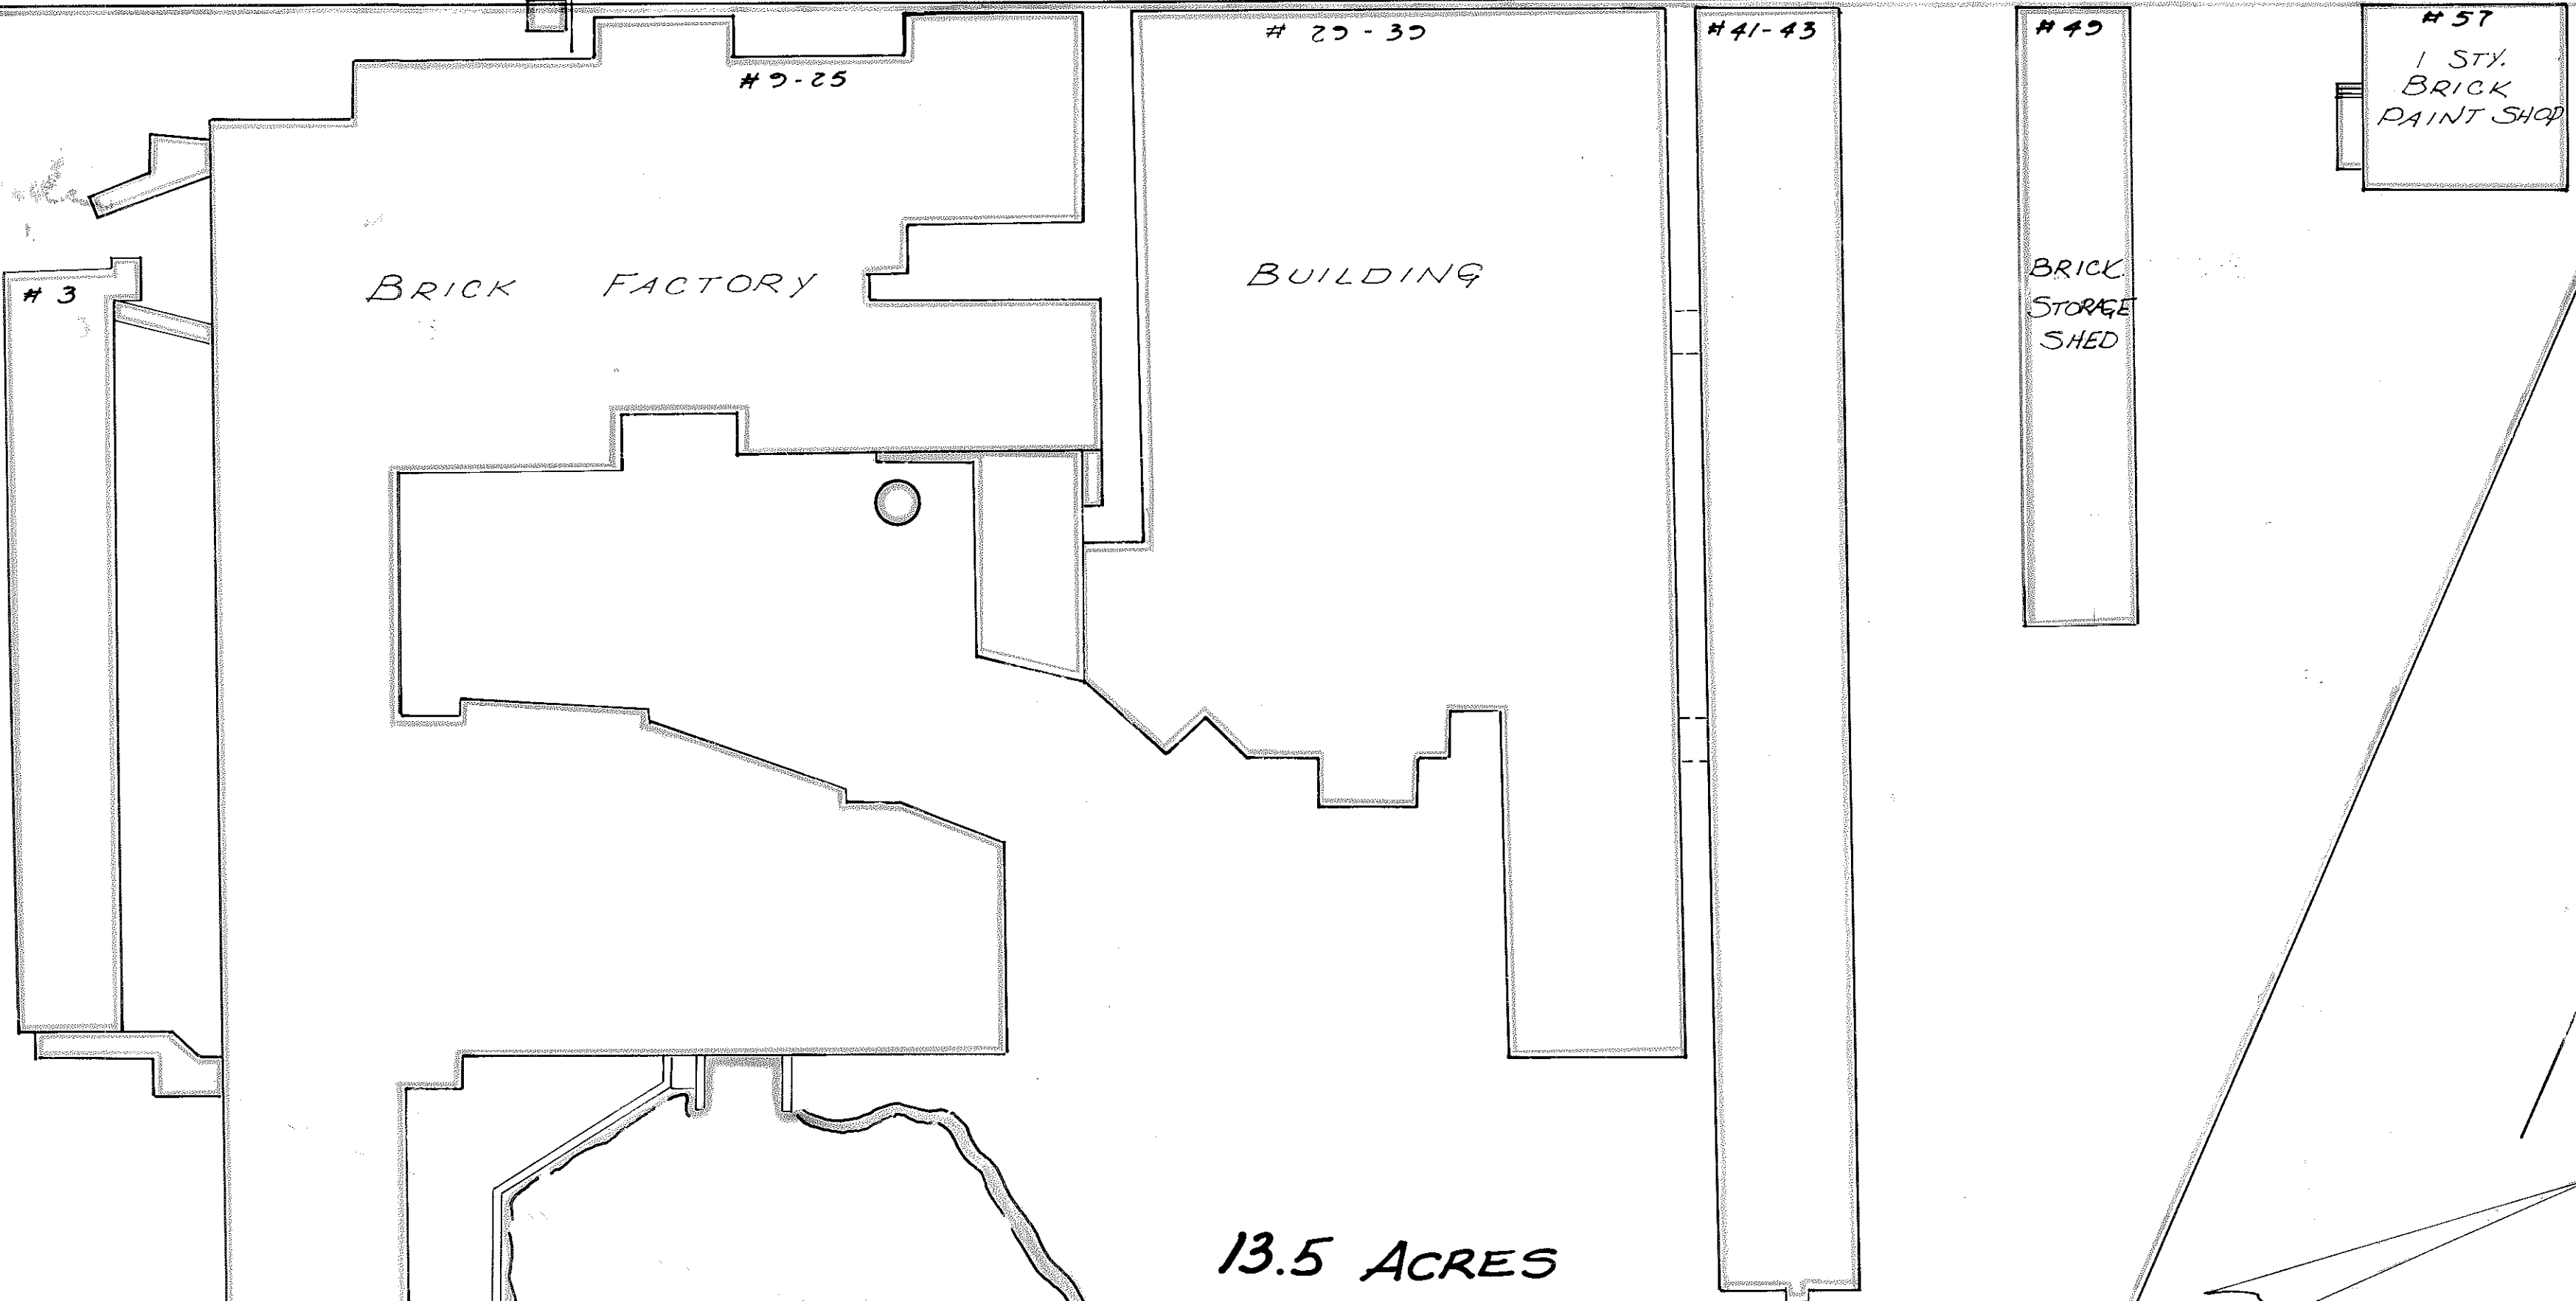 # 9-25
# 29-39
# 41-43
# 49
# 57
1 STY.
BRICK
PAINT SHOP
# 3
BRICK FACTORY BUILDING
BRICK
STORAGE
SHED
13.5 ACRES